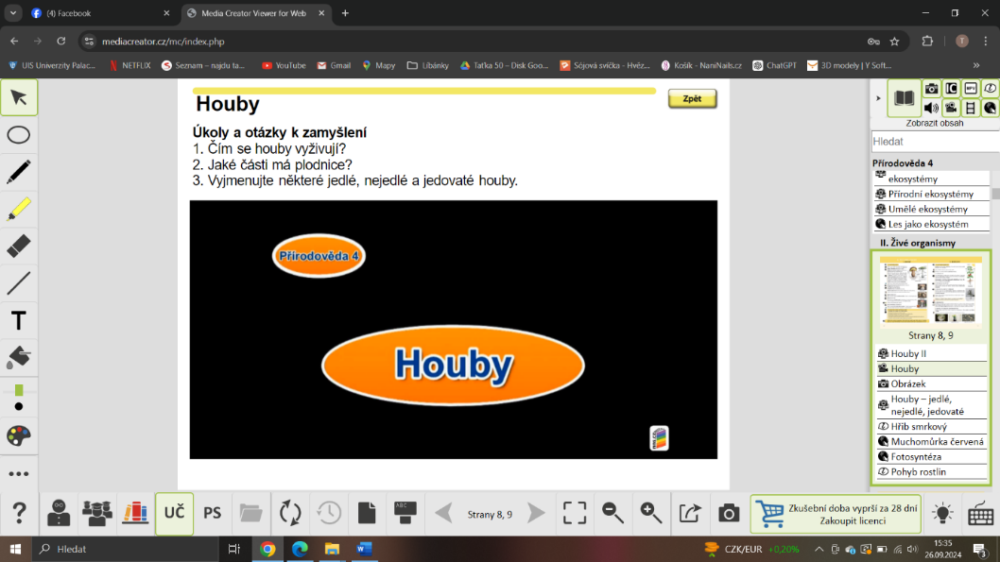 (4) Facebook
Media Creator Viewer for Web
mediacreator.cz/mc/index.php
T
UIS Univerzity Palac...
NETFLIX
Seznam – najdu ta...
YouTube
Gmail
Mapy
Líbánky
Taťka 50 – Disk Goo...
Sójová svíčka - Hvěz...
Košík - NaniNails.cz
ChatGPT
3D modely | Y Soft...
Houby
Zpět
Úkoly a otázky k zamyšlení
1. Čím se houby vyživují?
2. Jaké části má plodnice?
3. Vyjmenujte některé jedlé, nejedlé a jedovaté houby.
Přírodověda 4
Houby
Zobrazit obsah
Hledat
Přírodověda 4
ekosystémy
Přírodní ekosystémy
Umělé ekosystémy
Les jako ekosystém
II. Živé organismy
Strany 8, 9
Houby II
Houby
Obrázek
Houby – jedlé,
nejedlé, jedovaté
Hřib smrkový
Muchomůrka červená
Fotosyntéza
Pohyb rostlin
T
UČ
PS
ABC
Strany 8, 9
Zkušební doba vyprší za 28 dní
Zakoupit licenci
Hledat
CZK/EUR +0,20%
15:35
26.09.2024
3